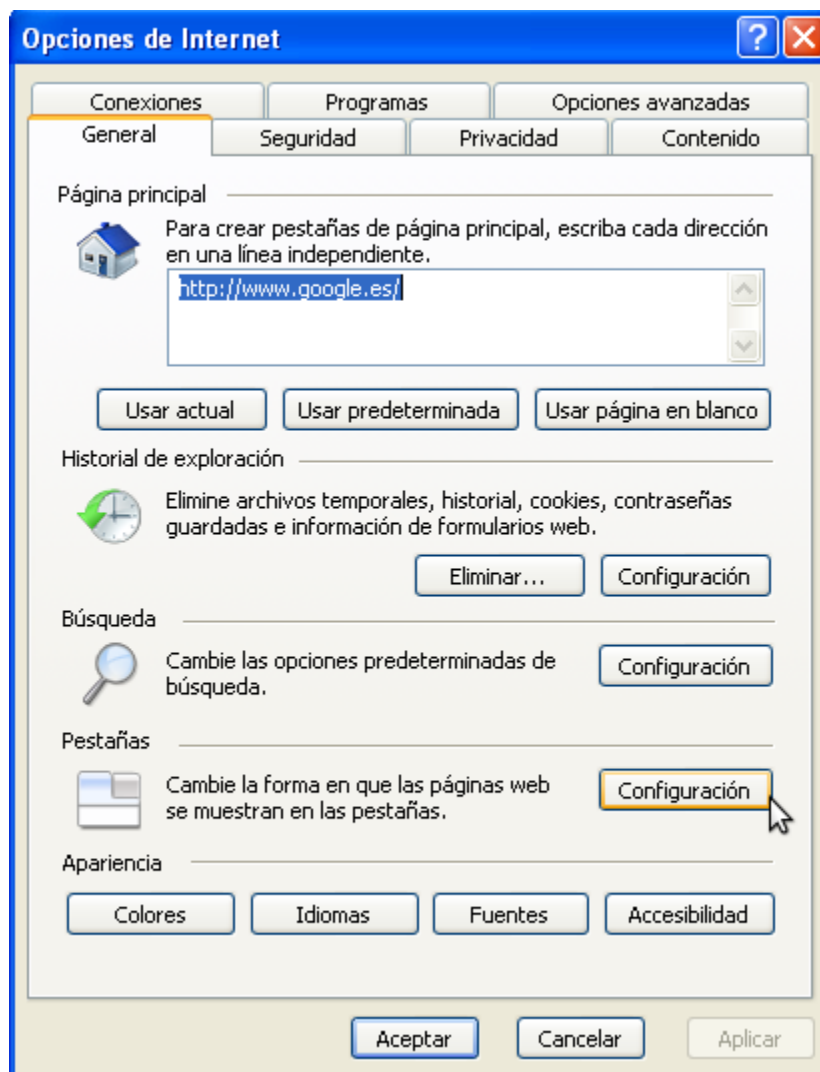 Opciones de Internet
Conexiones Programas Opciones avanzadas
General Seguridad Privacidad Contenido
Página principal
Para crear pestañas de página principal, escriba cada dirección
en una línea independiente.
http://www.google.es/
Usar actual Usar predeterminada Usar página en blanco
Historial de exploración
Elimine archivos temporales, historial, cookies, contraseñas
guardadas e información de formularios web.
Eliminar... Configuración
Búsqueda
Cambie las opciones predeterminadas de
búsqueda.
Configuración
Pestañas
Cambie la forma en que las páginas web
se muestran en las pestañas.
Configuración
Apariencia
Colores Idiomas Fuentes Accesibilidad
Aceptar Cancelar Aplicar